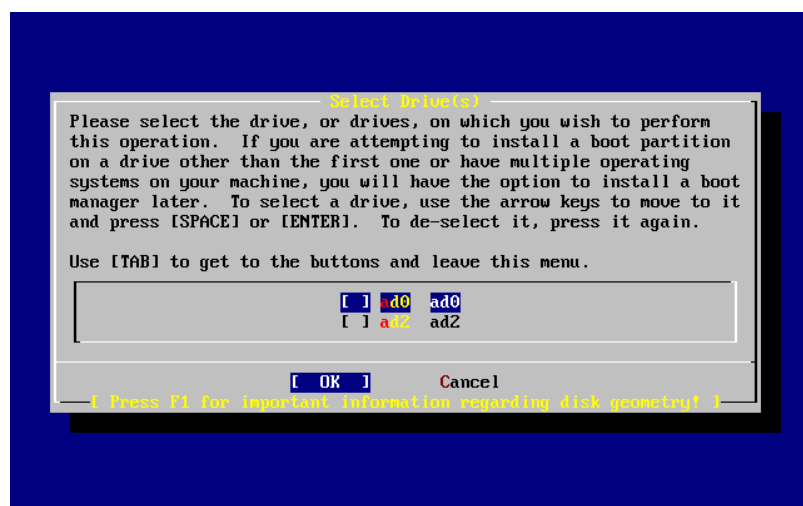 Select Drive(s)
Please select the drive, or drives, on which you wish to perform
this operation.  If you are attempting to install a boot partition
on a drive other than the first one or have multiple operating
systems on your machine, you will have the option to install a boot
manager later.  To select a drive, use the arrow keys to move to it
and press [SPACE] or [ENTER].  To de-select it, press it again.
Use [TAB] to get to the buttons and leave this menu.
[ ] ad0  ad0
[ ] ad2  ad2
[  OK  ]  Cancel
[ Press F1 for important information regarding disk geometry! ]